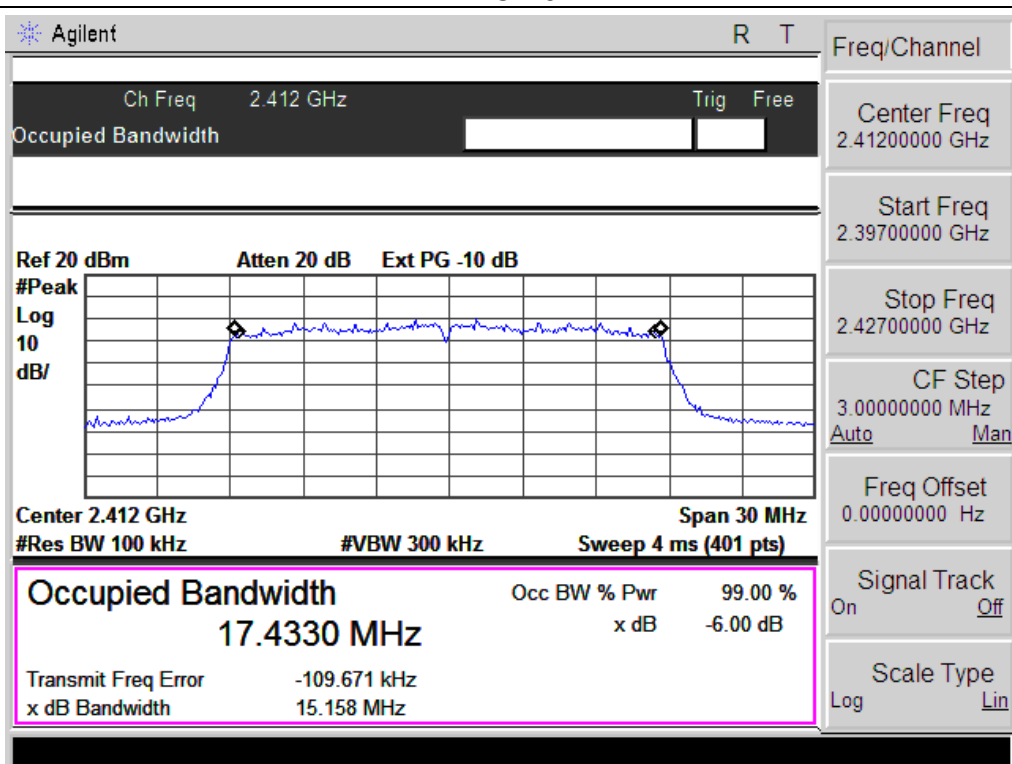 Agilent R T
Ch Freq 2.412 GHz Trig Free
Occupied Bandwidth
Ref 20 dBm Atten 20 dB Ext PG -10 dB
#Peak
Log
10
dB/
Center 2.412 GHz Span 30 MHz
#Res BW 100 kHz #VBW 300 kHz Sweep 4 ms (401 pts)
Occupied Bandwidth Occ BW % Pwr 99.00 %
17.4330 MHz x dB -6.00 dB
Transmit Freq Error -109.671 kHz
x dB Bandwidth 15.158 MHz
Freq/Channel
Center Freq
2.41200000 GHz
Start Freq
2.39700000 GHz
Stop Freq
2.42700000 GHz
CF Step
3.00000000 MHz
Auto Man
Freq Offset
0.00000000 Hz
Signal Track
On Off
Scale Type
Log Lin